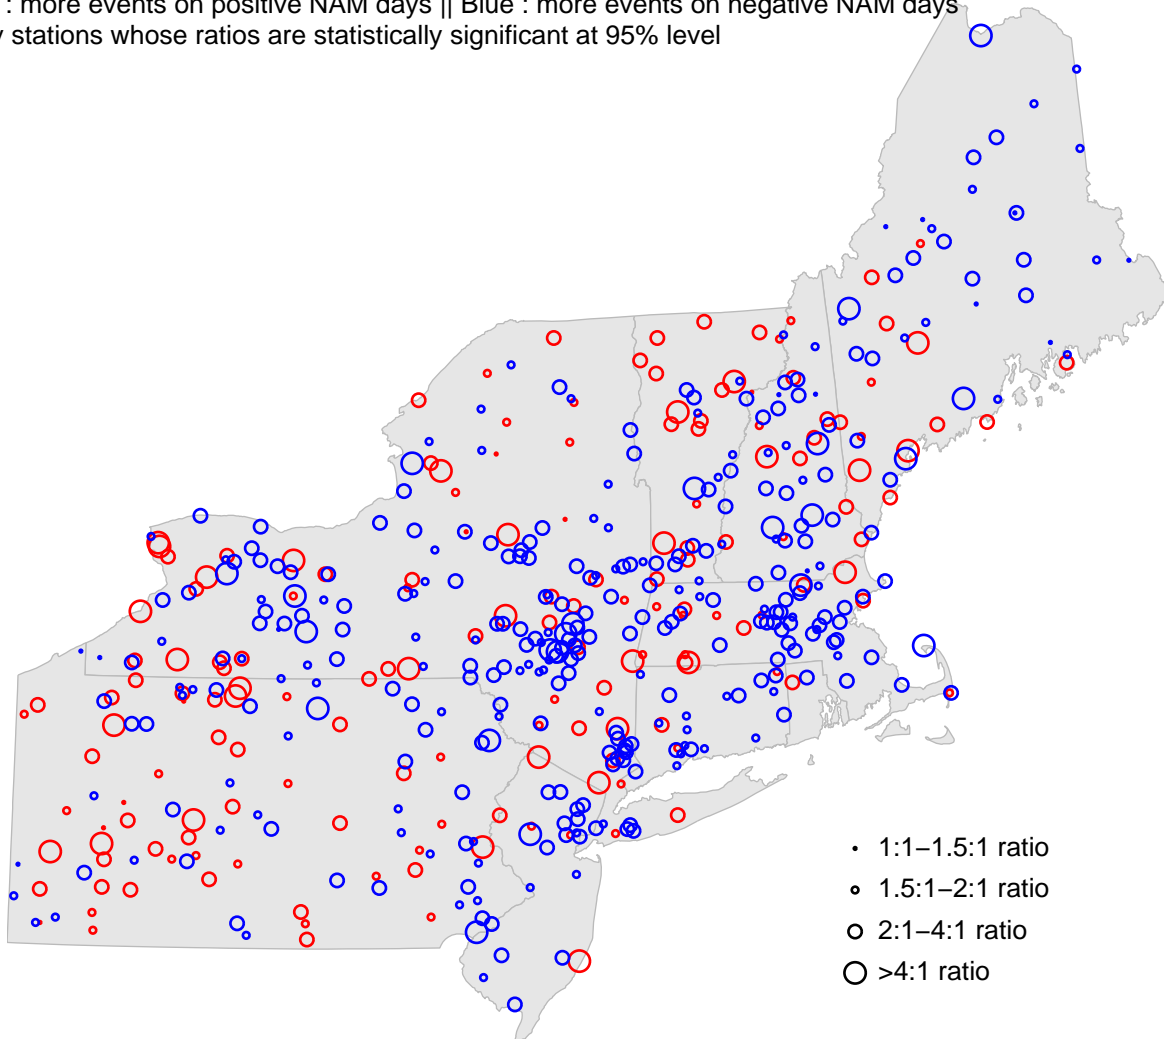 : more events on positive NAM days || Blue : more events on negative NAM days
stations whose ratios are statistically significant at 95% level
1:1−1.5:1 ratio
1.5:1−2:1 ratio
2:1−4:1 ratio
>4:1 ratio